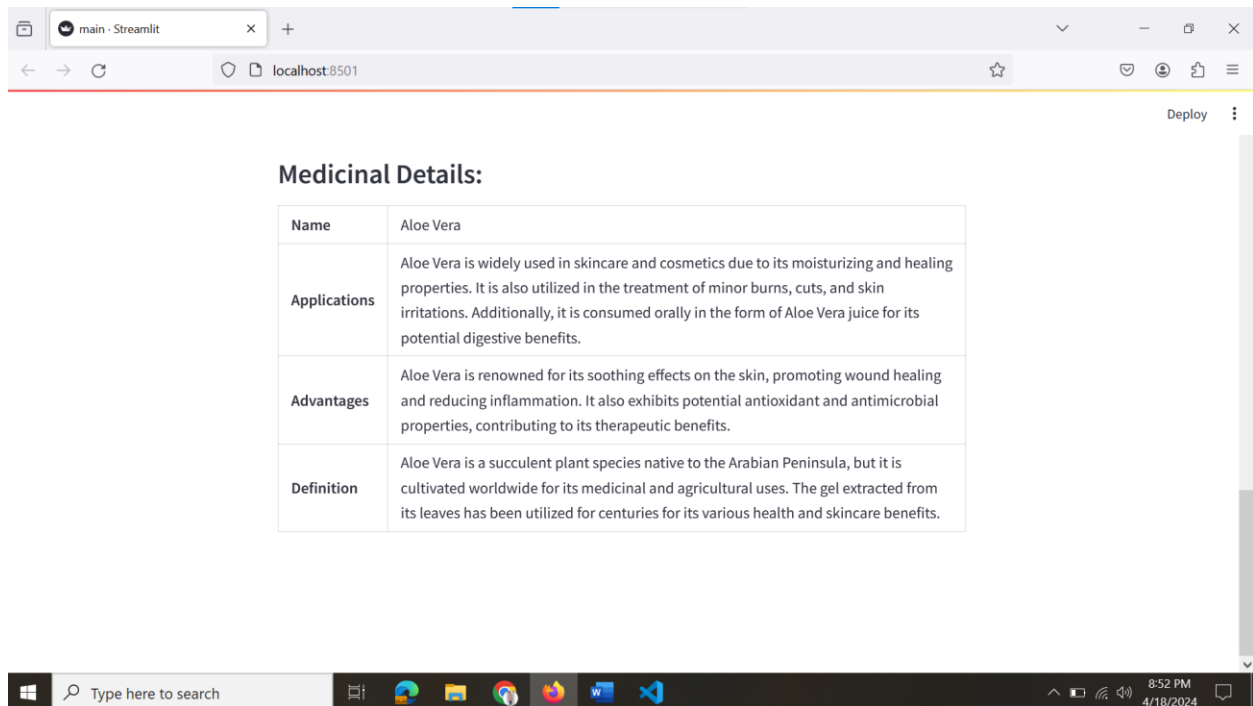 main · Streamlit
localhost:8501
Deploy
Medicinal Details:
Name
Aloe Vera
Applications
Aloe Vera is widely used in skincare and cosmetics due to its moisturizing and healing
properties. It is also utilized in the treatment of minor burns, cuts, and skin
irritations. Additionally, it is consumed orally in the form of Aloe Vera juice for its
potential digestive benefits.
Advantages
Aloe Vera is renowned for its soothing effects on the skin, promoting wound healing
and reducing inflammation. It also exhibits potential antioxidant and antimicrobial
properties, contributing to its therapeutic benefits.
Definition
Aloe Vera is a succulent plant species native to the Arabian Peninsula, but it is
cultivated worldwide for its medicinal and agricultural uses. The gel extracted from
its leaves has been utilized for centuries for its various health and skincare benefits.
Type here to search
8:52 PM
4/18/2024